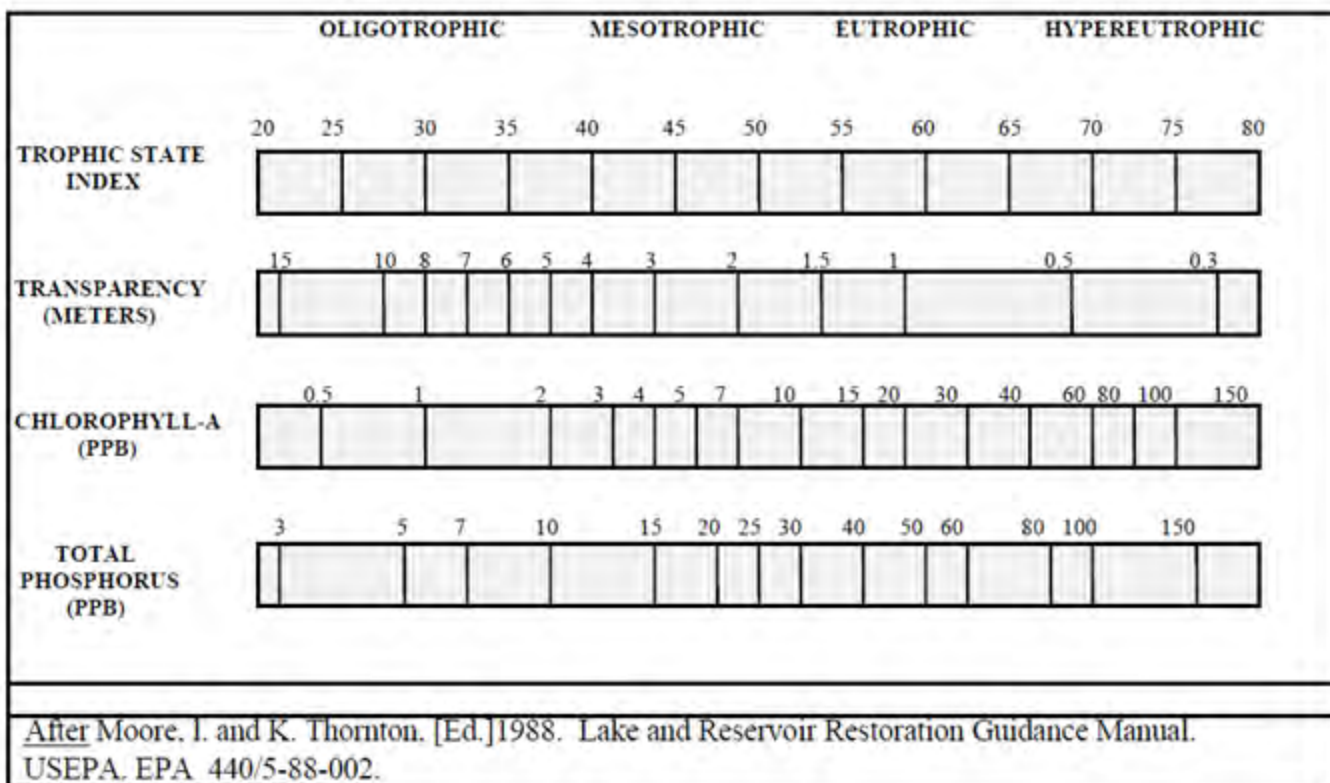 OLIGOTROPHIC MESOTROPHIC EUTROPHIC HYPEREUTROPHIC
20 25 30 35 40 45 50 55 60 65 70 75 80
TROPHIC STATE
INDEX
15 10 8 7 6 5 4 3 2 1.5 1 0.5 0.3
TRANSPARENCY
(METERS)
0.5 1 2 3 4 5 7 10 15 20 30 40 60 80 100 150
CHLOROPHYLL-A
(PPB)
3 5 7 10 15 20 25 30 40 50 60 80 100 150
TOTAL
PHOSPHORUS
(PPB)
After Moore, l. and K. Thornton, [Ed.]1988. Lake and Reservoir Restoration Guidance Manual.
USEPA. EPA 440/5-88-002.